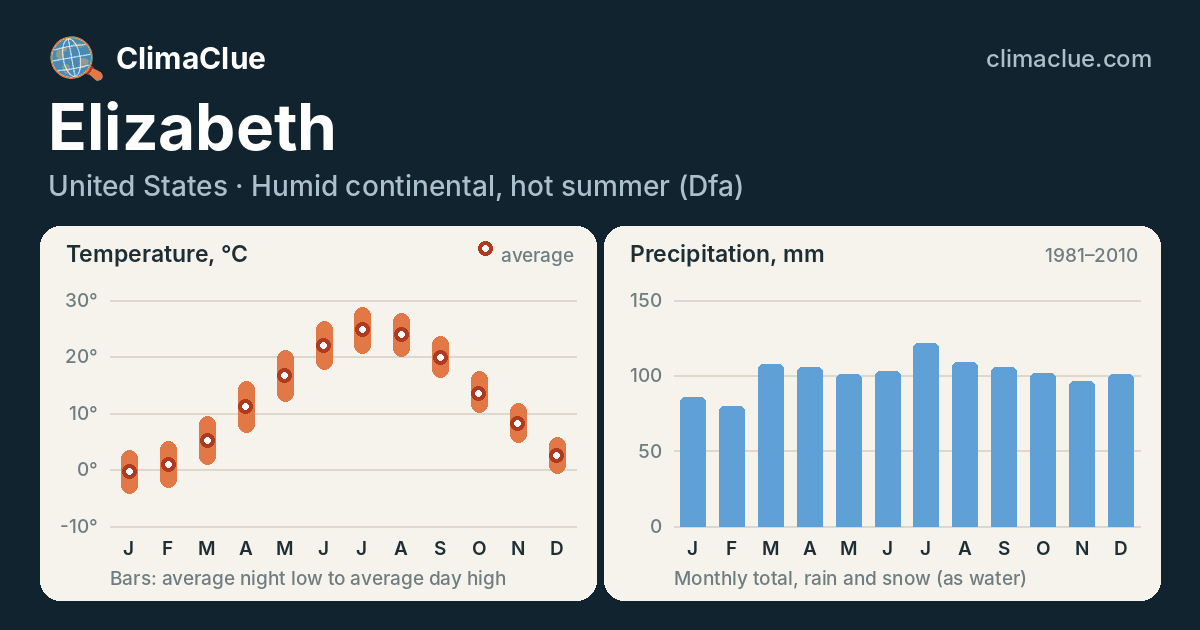 ClimaClue
climaclue.com
Elizabeth
United States · Humid continental, hot summer (Dfa)
Temperature, °C
average
30°
20°
10°
0°
-10°
J F M A M J J A S O N D
Bars: average night low to average day high
Precipitation, mm
1981–2010
150
100
50
0
J F M A M J J A S O N D
Monthly total, rain and snow (as water)